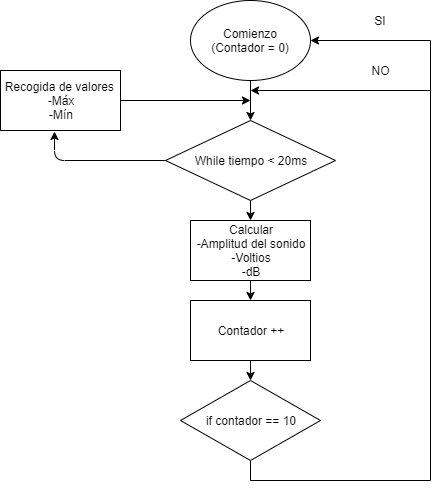 Comienzo
(Contador = 0)
SI
NO
Recogida de valores
-Máx
-Mín
While tiempo < 20ms
Calcular
-Amplitud del sonido
-Voltios
-dB
Contador ++
if contador == 10